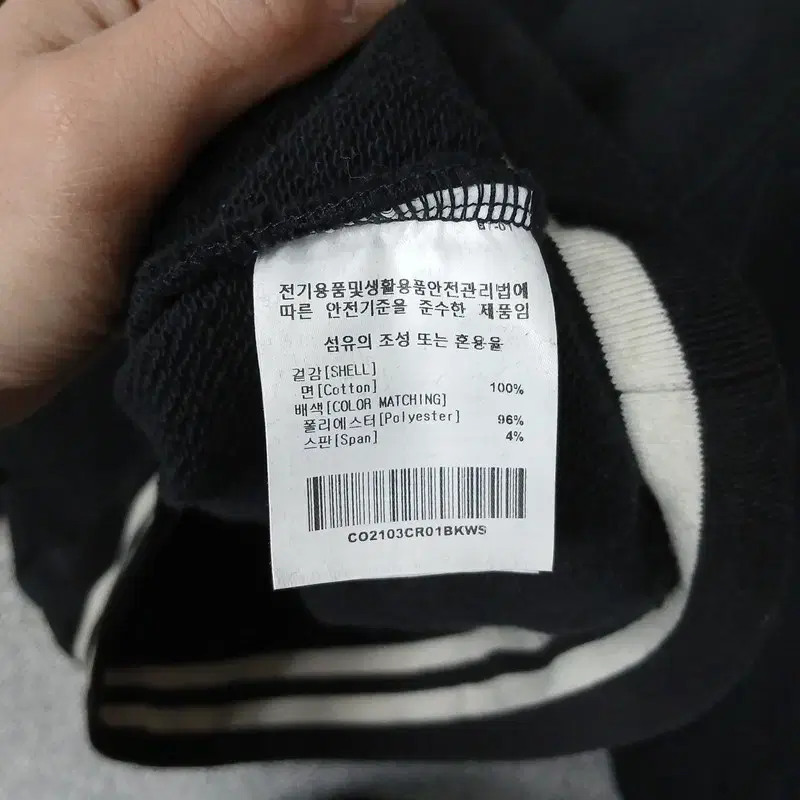 전기용품및생활용품안전관리법에
따른 안전기준을 준수한 제품임
섬유의 조성 또는 혼용율
겉감[SHELL]
면[Cotton] 100%
배색[COLOR MATCHING]
폴리에스터[Polyester] 96%
스판[Span] 4%
CO2103CR01BKWS